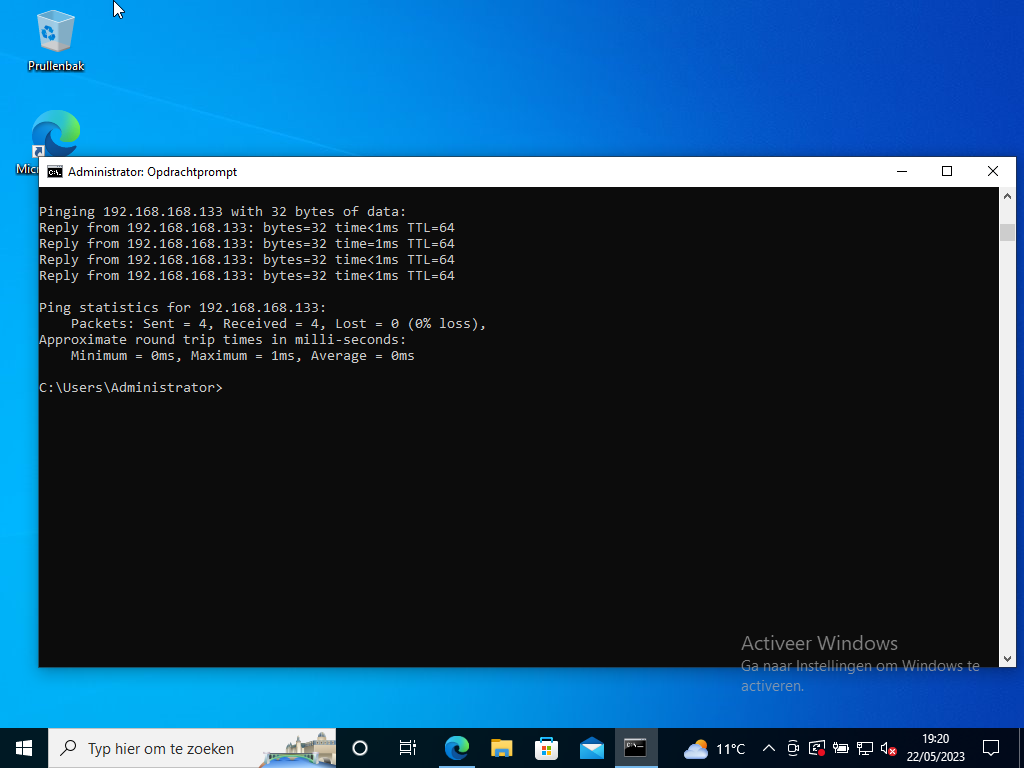 Prullenbak
Administrator: Opdrachtprompt
Pinging 192.168.168.133 with 32 bytes of data:
Reply from 192.168.168.133: bytes=32 time<1ms TTL=64
Reply from 192.168.168.133: bytes=32 time=1ms TTL=64
Reply from 192.168.168.133: bytes=32 time<1ms TTL=64
Reply from 192.168.168.133: bytes=32 time<1ms TTL=64
Ping statistics for 192.168.168.133:
Packets: Sent = 4, Received = 4, Lost = 0 (0% loss),
Approximate round trip times in milli-seconds:
Minimum = 0ms, Maximum = 1ms, Average = 0ms
C:\Users\Administrator>
Activeer Windows
Ga naar Instellingen om Windows te
activeren.
Typ hier om te zoeken
11°C
19:20
22/05/2023